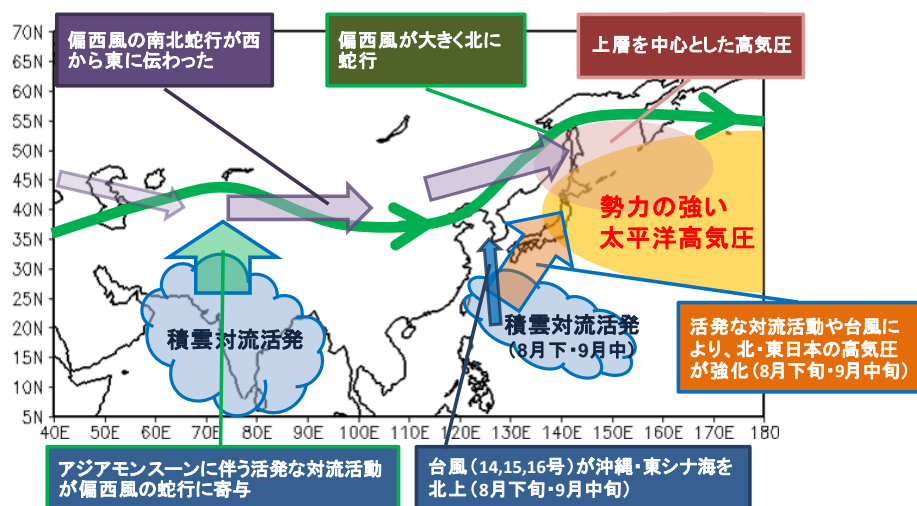 偏西風の南北蛇行が西
から東に伝わった
偏西風が大きく北に
蛇行
上層を中心とした高気圧
70N
65N
60N
55N
50N
45N
40N
35N
30N
25N
20N
15N
10N
5N
勢力の強い
太平洋高気圧
積雲対流活発
積雲対流活発
(8月下・9月中)
活発な対流活動や台風に
より、北・東日本の高気圧
が強化(8月下旬・9月中旬)
40E 50E 60E 70E 80E 90E 100E 110E 120E 130E 140E 150E 160E 170E 180
アジアモンスーンに伴う活発な対流活動
が偏西風の蛇行に寄与
台風(14,15,16号)が沖縄・東シナ海を
北上(8月下旬・9月中旬)